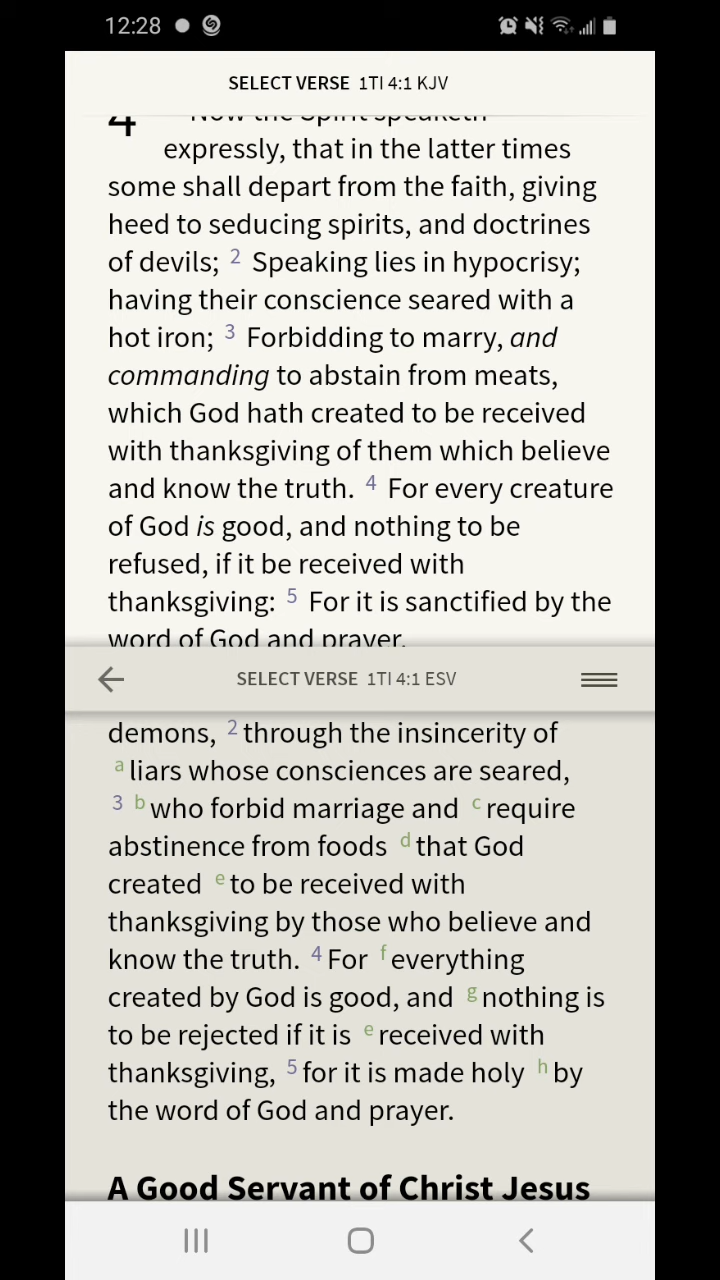 12:28
SELECT VERSE 1TI 4:1 KJV
4 Now the Spirit speaketh
expressly, that in the latter times
some shall depart from the faith, giving
heed to seducing spirits, and doctrines
of devils; 2 Speaking lies in hypocrisy;
having their conscience seared with a
hot iron; 3 Forbidding to marry, and
commanding to abstain from meats,
which God hath created to be received
with thanksgiving of them which believe
and know the truth. 4 For every creature
of God is good, and nothing to be
refused, if it be received with
thanksgiving: 5 For it is sanctified by the
word of God and prayer.
SELECT VERSE 1TI 4:1 ESV
demons, 2 through the insincerity of
a liars whose consciences are seared,
3 b who forbid marriage and c require
abstinence from foods d that God
created e to be received with
thanksgiving by those who believe and
know the truth. 4 For f everything
created by God is good, and g nothing is
to be rejected if it is e received with
thanksgiving, 5 for it is made holy h by
the word of God and prayer.
A Good Servant of Christ Jesus